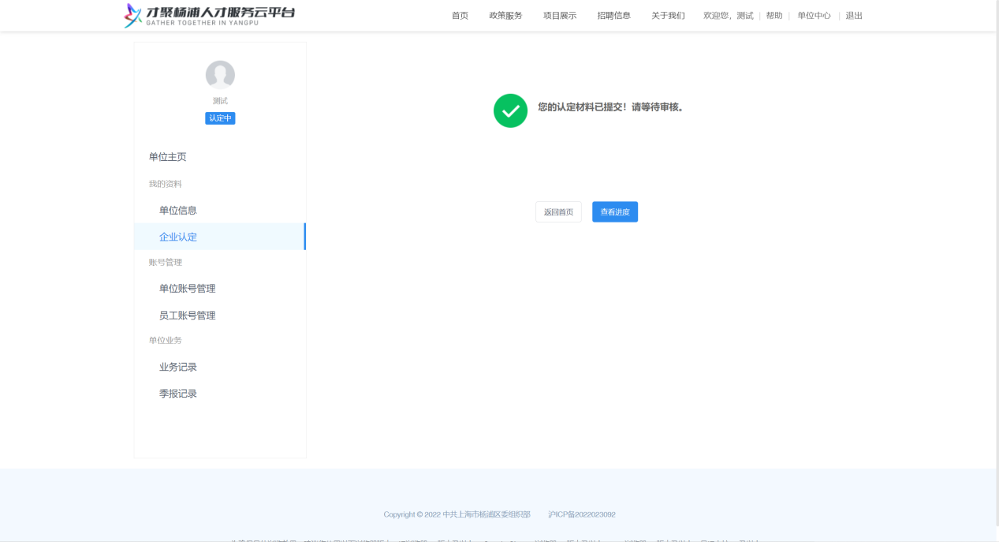 才聚杨浦人才服务云平台
GATHER TOGETHER IN YANGPU
首页 政策服务 项目展示 招聘信息 关于我们 欢迎您，测试 | 帮助 | 单位中心 | 退出
测试
认定中
单位主页
我的资料
单位信息
企业认定
账号管理
单位账号管理
员工账号管理
单位业务
业务记录
季报记录
您的认定材料已提交！请等待审核。
返回首页 查看进度
Copyright © 2022 中共上海市杨浦区委组织部 沪ICP备2022023092